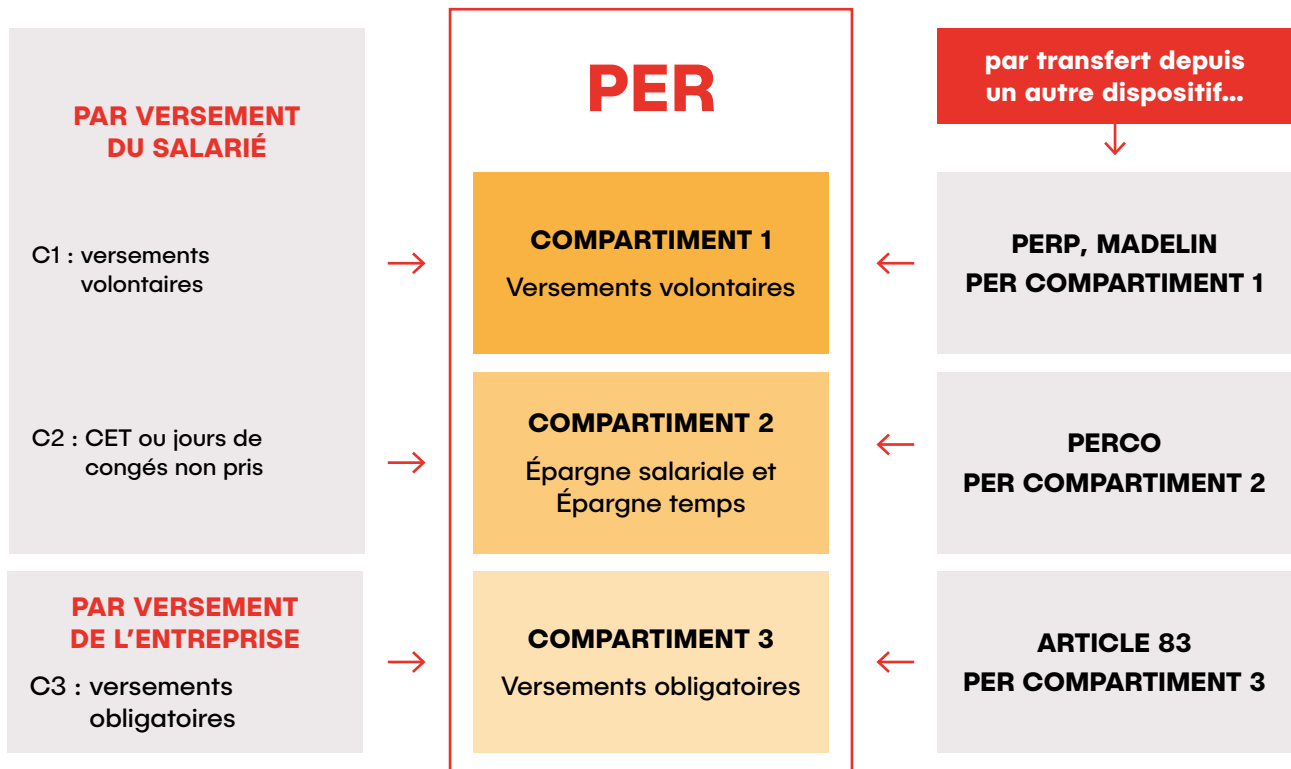 PAR VERSEMENT
DU SALARIÉ
C1 : versements
volontaires
C2 : CET ou jours de
congés non pris
PAR VERSEMENT
DE L'ENTREPRISE
C3 : versements
obligatoires
PER
COMPARTIMENT 1
Versements volontaires
COMPARTIMENT 2
Épargne salariale et
Épargne temps
COMPARTIMENT 3
Versements obligatoires
par transfert depuis
un autre dispositif...
PERP, MADELIN
PER COMPARTIMENT 1
PERCO
PER COMPARTIMENT 2
ARTICLE 83
PER COMPARTIMENT 3